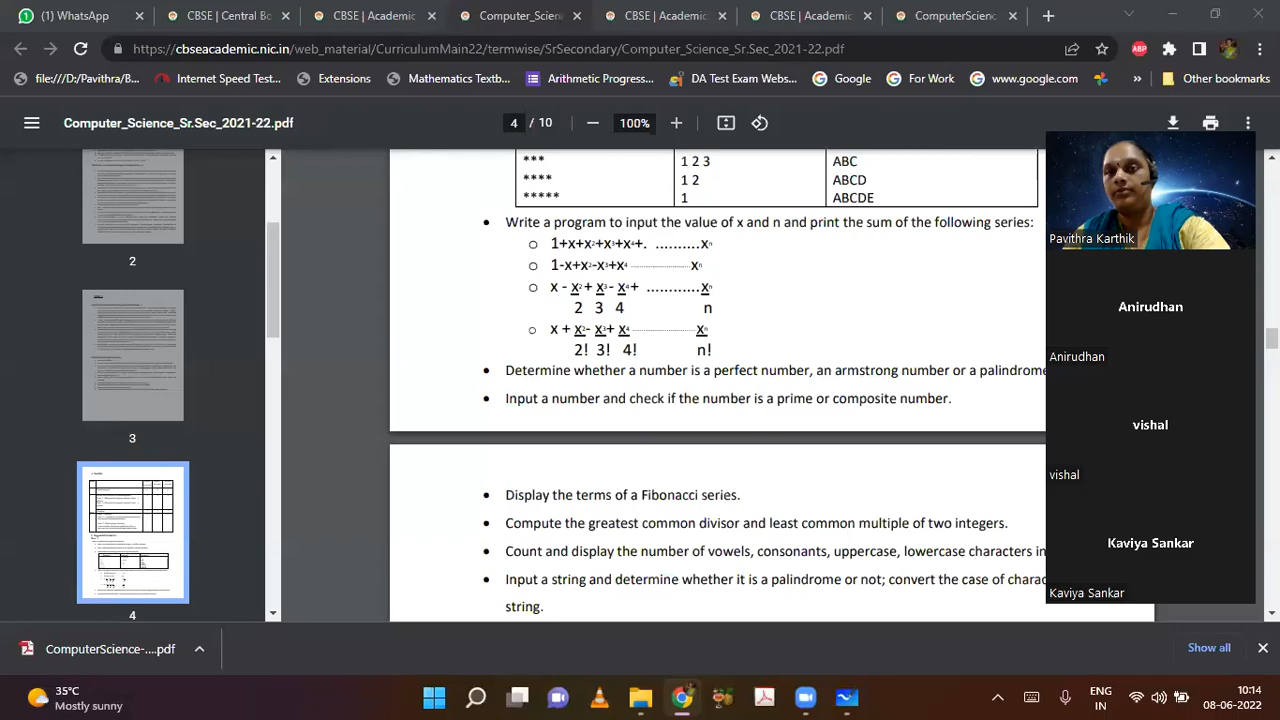 (1) WhatsApp
CBSE | Central Bo
CBSE | Academic
Computer_Scien
CBSE | Academic
CBSE | Academic
ComputerScienc
https://cbseacademic.nic.in/web_material/CurriculumMain22/termwise/SrSecondary/Computer_Science_Sr.Sec_2021-22.pdf
ABP
file:///D:/Pavithra/B... Internet Speed Test... Extensions Mathematics Textb... Arithmetic Progress... DA Test Exam Webs... Google For Work www.google.com » Other bookmarks
Computer_Science_Sr.Sec_2021-22.pdf
4 / 10
100%
2
3
4
*** 1 2 3 ABC
**** 1 2 ABCD
***** 1 ABCDE
• Write a program to input the value of x and n and print the sum of the following series:
o 1+x+x²+x³+x⁴+. ..........xⁿ
o 1-x+x²-x³+x⁴ ..................xⁿ
o x - x²+ x³- x⁴+ ............xⁿ
2 3 4 n
o x + x²- x³+ x⁴ ..................xⁿ
2! 3! 4! n!
• Determine whether a number is a perfect number, an armstrong number or a palindrome
• Input a number and check if the number is a prime or composite number.
• Display the terms of a Fibonacci series.
• Compute the greatest common divisor and least common multiple of two integers.
• Count and display the number of vowels, consonants, uppercase, lowercase characters in
• Input a string and determine whether it is a palindrome or not; convert the case of charac
string.
Pavithra Karthik
Anirudhan
Anirudhan
vishal
vishal
Kaviya Sankar
Kaviya Sankar
ComputerScience-....pdf
Show all
35°C
Mostly sunny
ENG
IN
10:14
08-06-2022